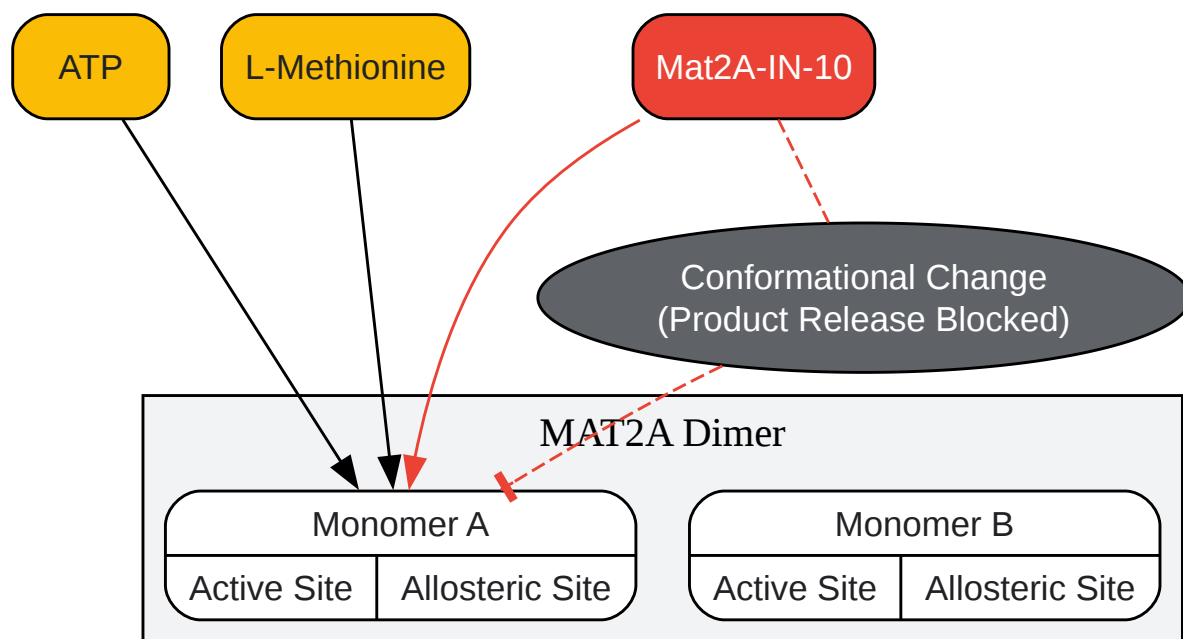 ATP
L-Methionine
Mat2A-IN-10
Conformational Change
(Product Release Blocked)
MAT2A Dimer
Monomer A
Active Site
Allosteric Site
Monomer B
Active Site
Allosteric Site